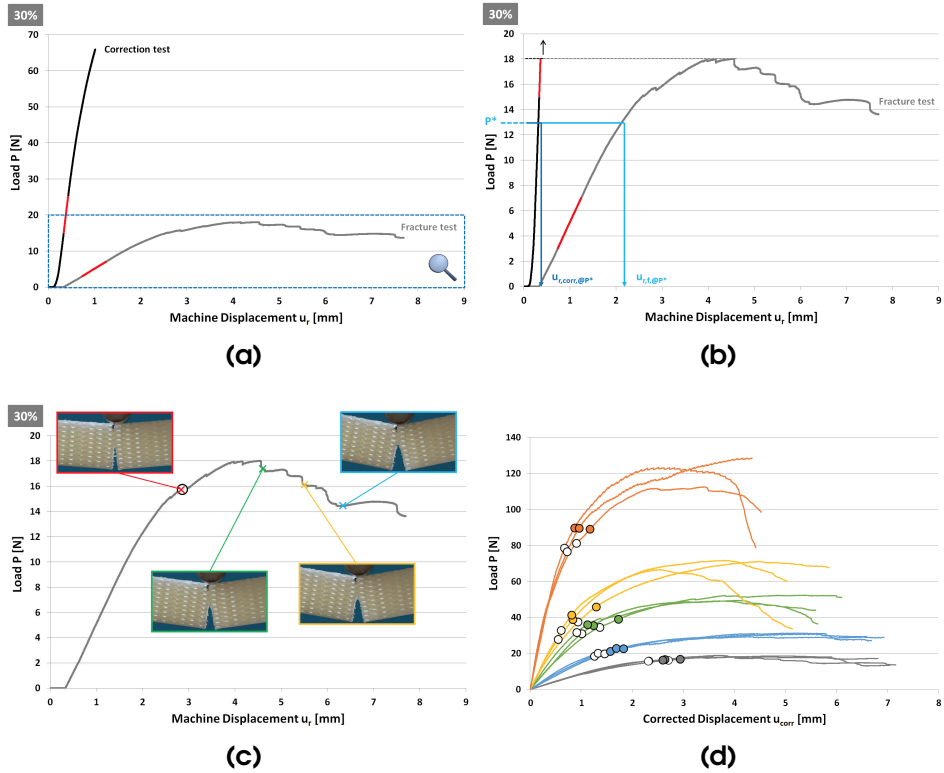 30%
70
60
50
40
30
20
10
0
Load P [N]
Correction test
Fracture test
0 1 2 3 4 5 6 7 8 9
Machine Displacement uᵣ [mm]
(a)
30%
20
18
16
14
12
10
8
6
4
2
0
Load P [N]
P*
Fracture test
u_r,corr,@P*
u_r,f,@P*
0 1 2 3 4 5 6 7 8 9
Machine Displacement uᵣ [mm]
(b)
30%
20
18
16
14
12
10
8
6
4
2
0
Load P [N]
0 1 2 3 4 5 6 7 8 9
Machine Displacement uᵣ [mm]
(c)
140
120
100
80
60
40
20
0
Load P [N]
0 1 2 3 4 5 6 7 8
Corrected Displacement u_corr [mm]
(d)